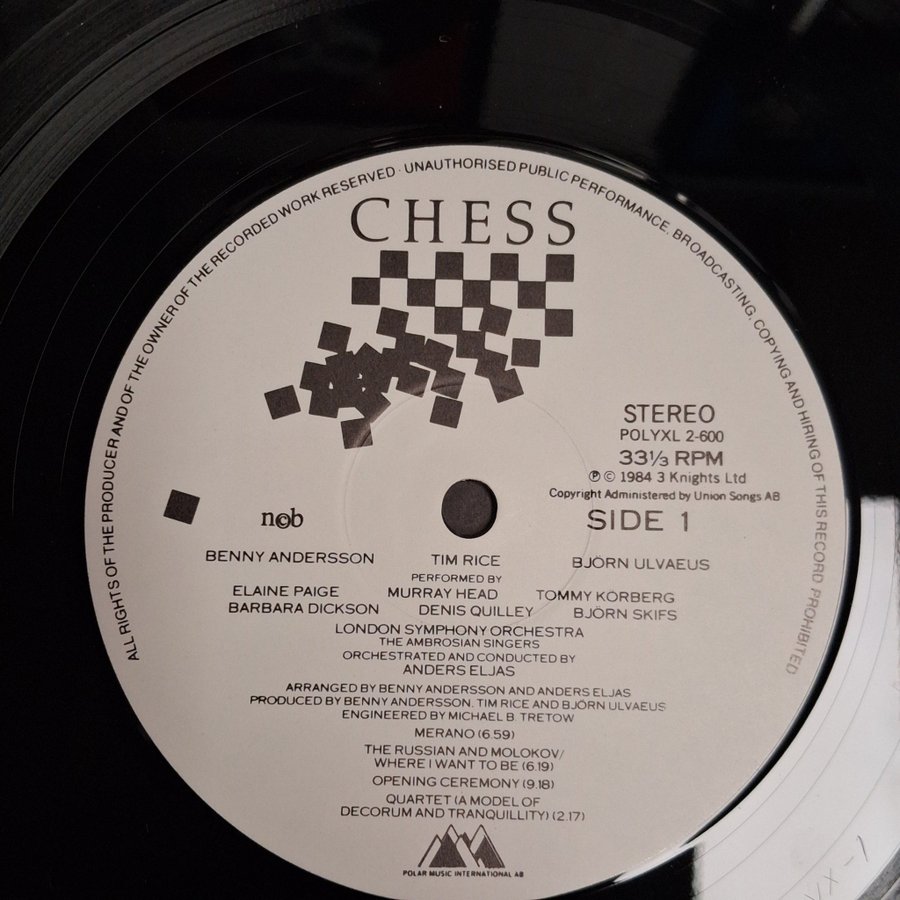 ALL RIGHTS OF THE PRODUCER AND OF THE OWNER OF THE RECORDED WORK RESERVED · UNAUTHORISED PUBLIC PERFORMANCE, BROADCASTING, COPYING AND HIRING OF THIS RECORD PROHIBITED
CHESS
STEREO
POLYXL 2-600
33⅓ RPM
℗ © 1984 3 Knights Ltd
Copyright Administered by Union Songs AB
n©b
SIDE 1
BENNY ANDERSSON TIM RICE BJÖRN ULVAEUS
PERFORMED BY
ELAINE PAIGE MURRAY HEAD TOMMY KÖRBERG
BARBARA DICKSON DENIS QUILLEY BJÖRN SKIFS
LONDON SYMPHONY ORCHESTRA
THE AMBROSIAN SINGERS
ORCHESTRATED AND CONDUCTED BY
ANDERS ELJAS
ARRANGED BY BENNY ANDERSSON AND ANDERS ELJAS
PRODUCED BY BENNY ANDERSSON, TIM RICE AND BJÖRN ULVAEUS
ENGINEERED BY MICHAEL B. TRETOW
MERANO (6.59)
THE RUSSIAN AND MOLOKOV/
WHERE I WANT TO BE (6.19)
OPENING CEREMONY (9.18)
QUARTET (A MODEL OF
DECORUM AND TRANQUILLITY) (2.17)
POLAR MUSIC INTERNATIONAL AB